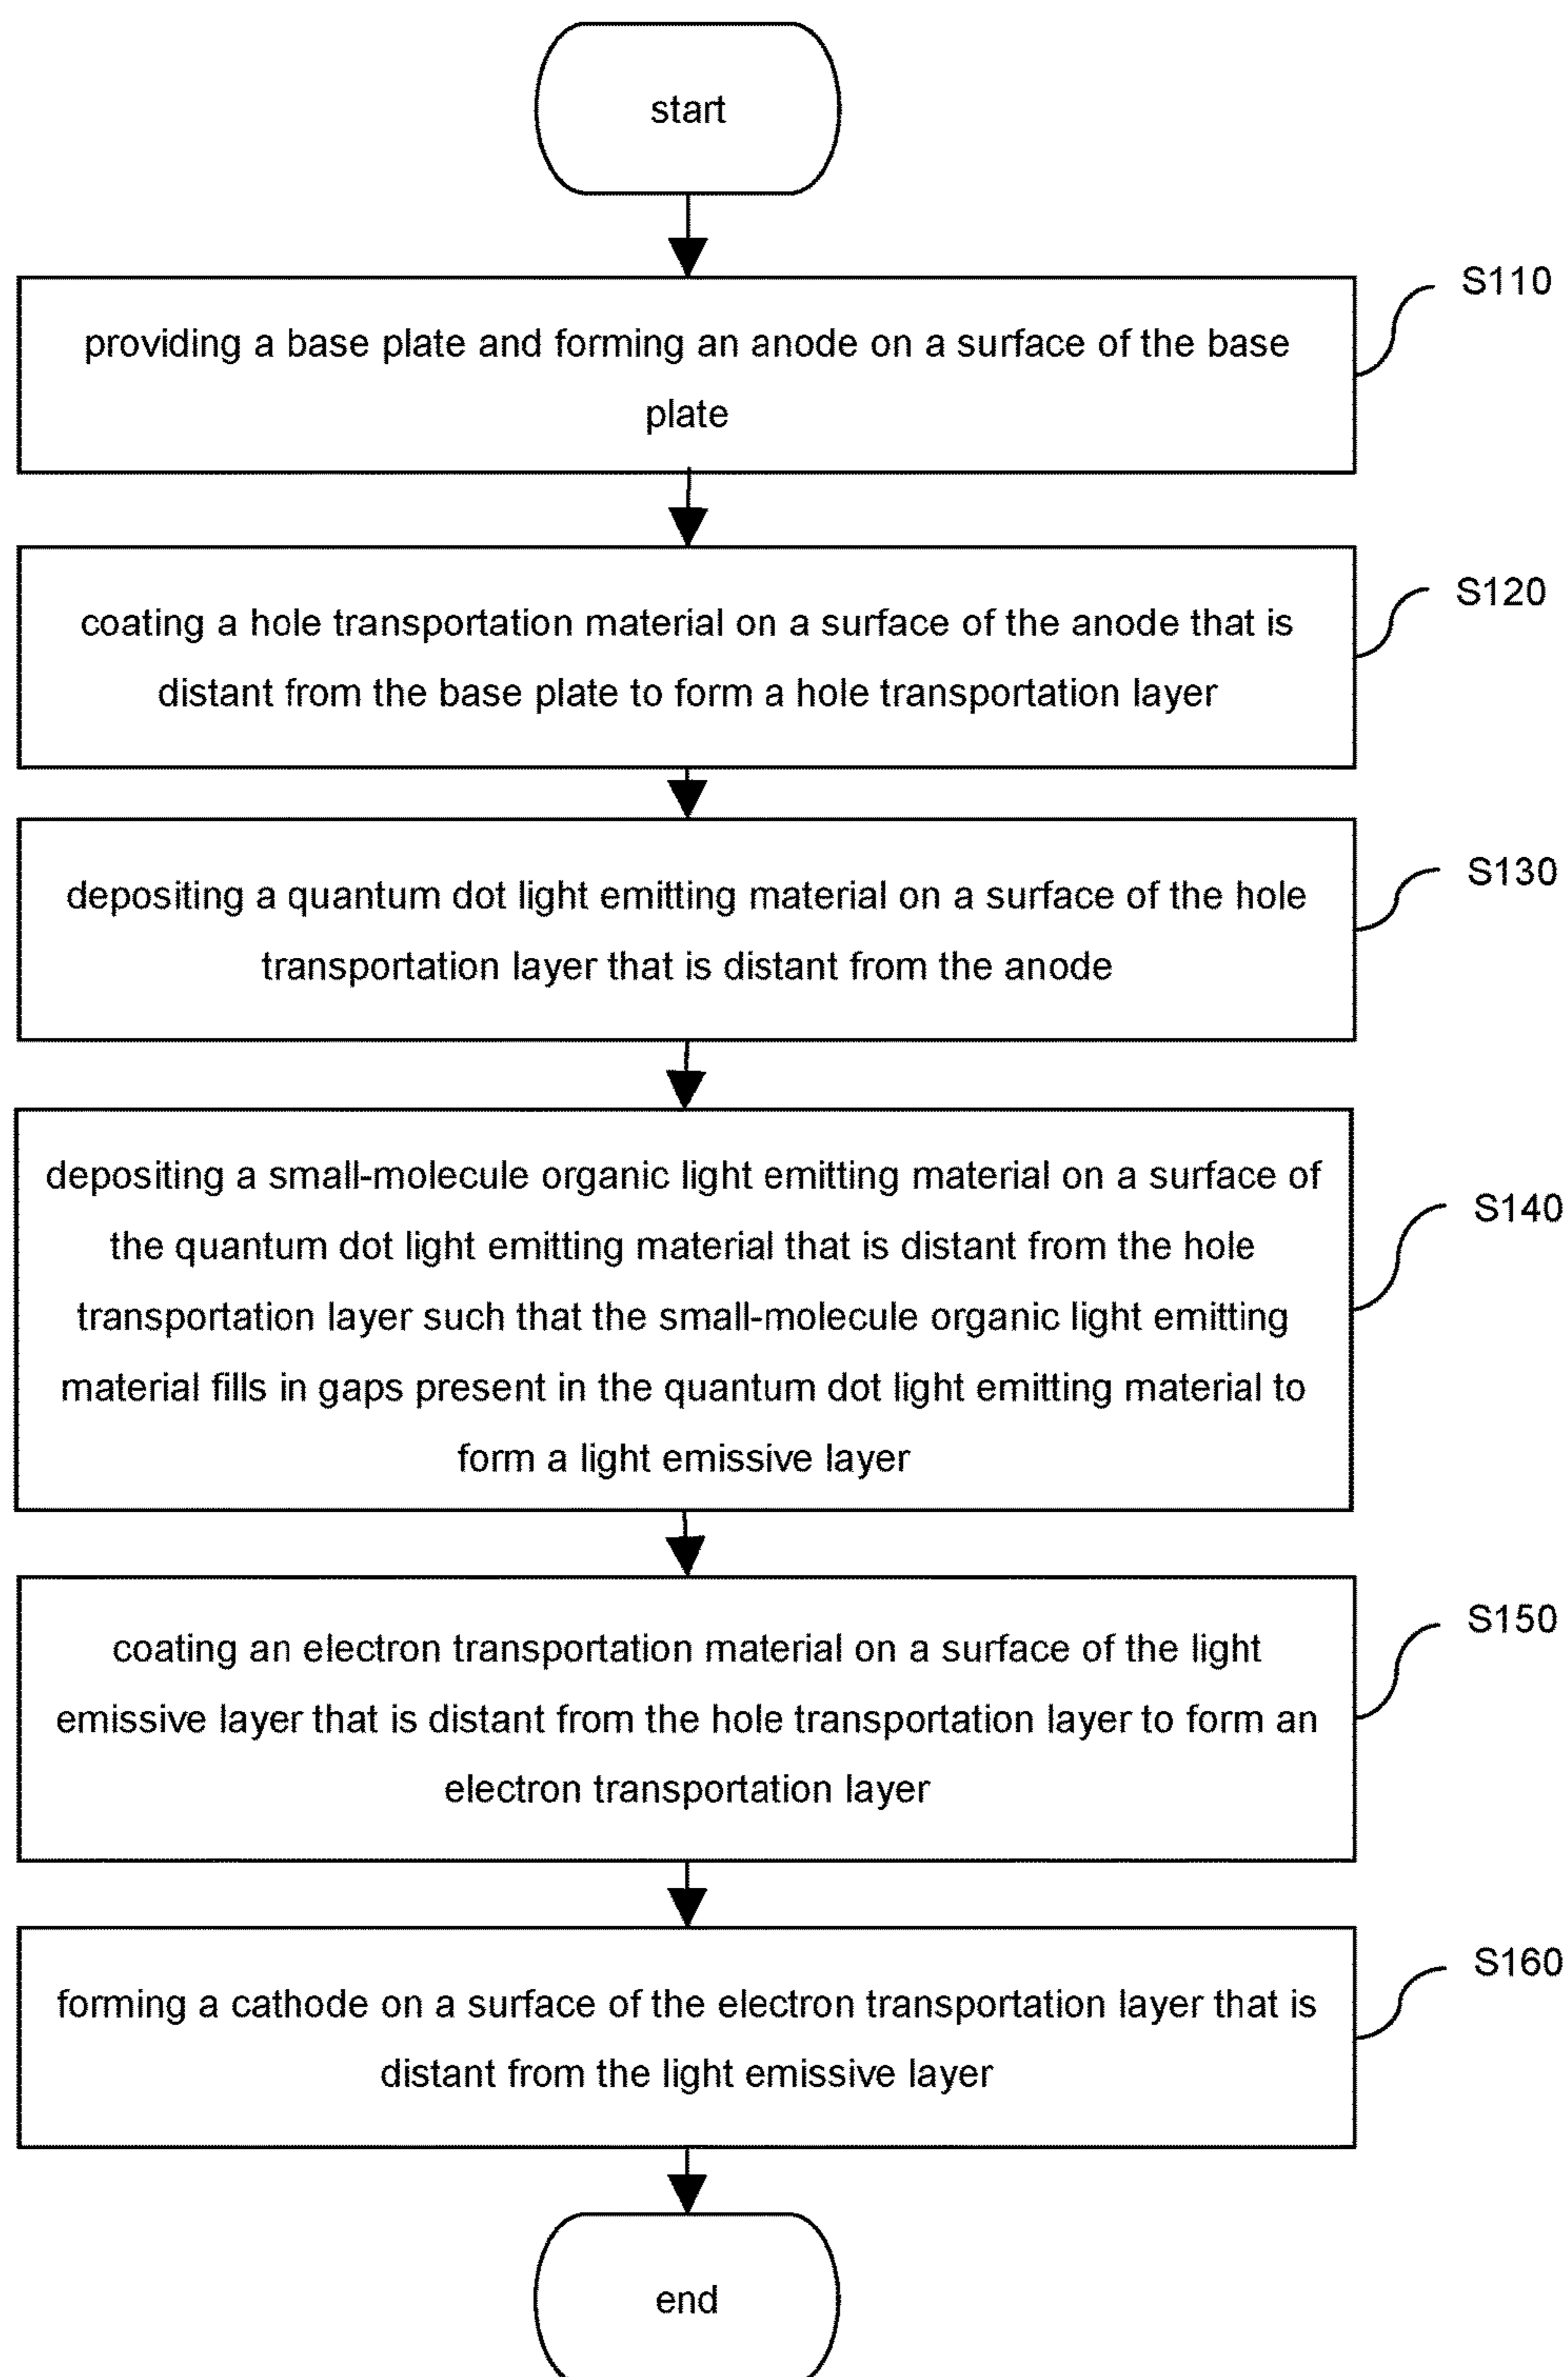 start
S110
providing a base plate and forming an anode on a surface of the base
plate
S120
coating a hole transportation material on a surface of the anode that is
distant from the base plate to form a hole transportation layer
S130
depositing a quantum dot light emitting material on a surface of the hole
transportation layer that is distant from the anode
S140
depositing a small-molecule organic light emitting material on a surface of
the quantum dot light emitting material that is distant from the hole
transportation layer such that the small-molecule organic light emitting
material fills in gaps present in the quantum dot light emitting material to
form a light emissive layer
S150
coating an electron transportation material on a surface of the light
emissive layer that is distant from the hole transportation layer to form an
electron transportation layer
S160
forming a cathode on a surface of the electron transportation layer that is
distant from the light emissive layer
end